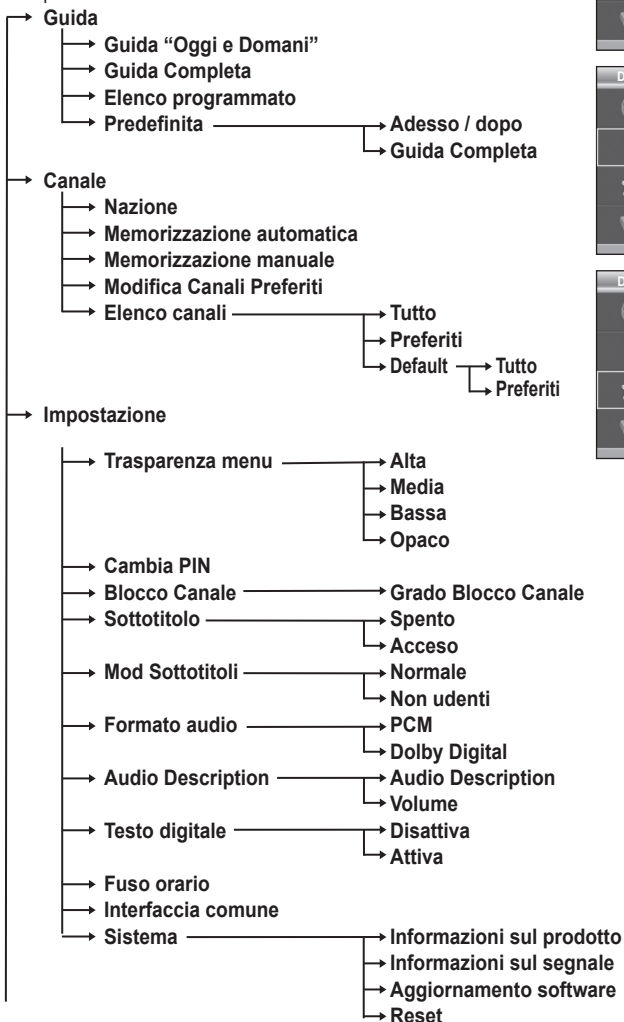 Guida
Guida “Oggi e Domani”
Guida Completa
Elenco programmato
Predefinita Adesso / dopo
Guida Completa
Canale
Nazione
Memorizzazione automatica
Memorizzazione manuale
Modifica Canali Preferiti
Elenco canali Tutto
Preferiti
Default Tutto
Preferiti
Impostazione
Trasparenza menu Alta
Media
Bassa
Opaco
Cambia PIN
Blocco Canale Grado Blocco Canale
Sottotitolo Spento
Acceso
Mod Sottotitoli Normale
Non udenti
Formato audio PCM
Dolby Digital
Audio Description Audio Description
Volume
Testo digitale Disattiva
Attiva
Fuso orario
Interfaccia comune
Sistema Informazioni sul prodotto
Informazioni sul segnale
Aggiornamento software
Reset